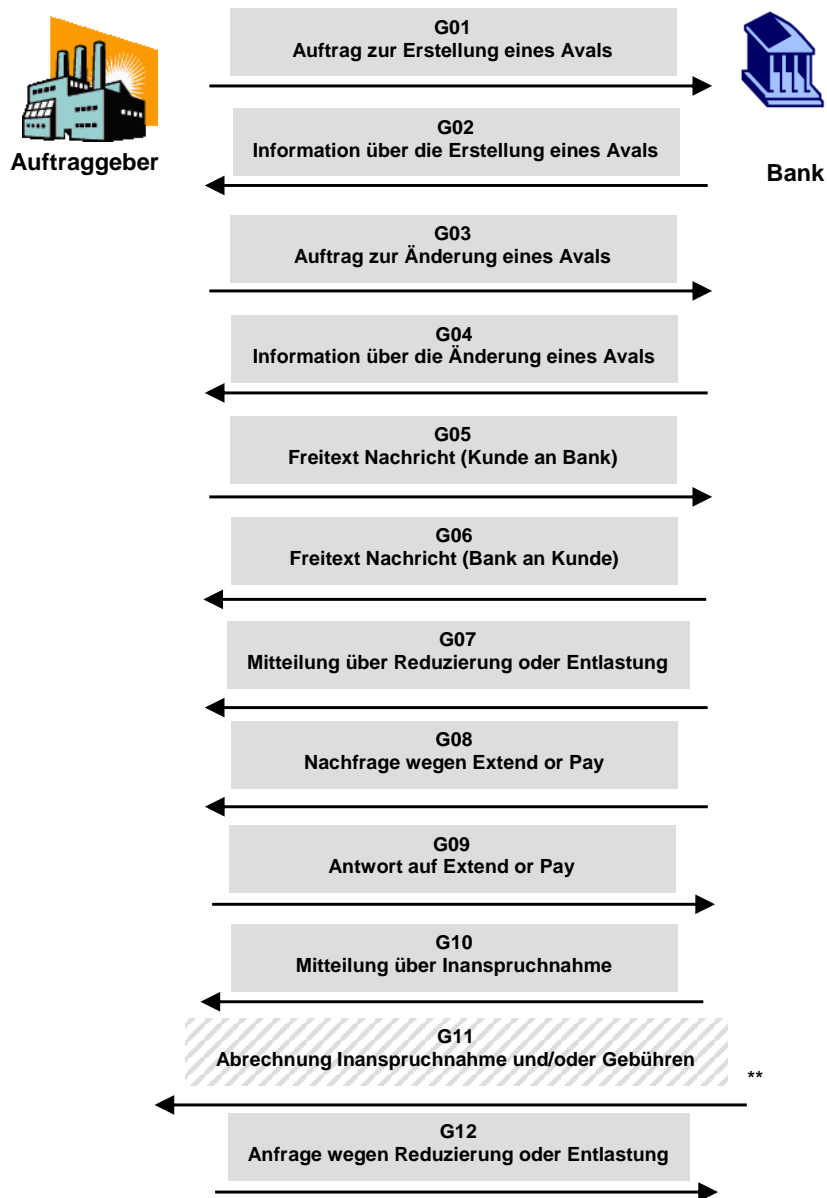 G01
Auftrag zur Erstellung eines Avals
Auftraggeber
G02
Information über die Erstellung eines Avals
Bank
G03
Auftrag zur Änderung eines Avals
G04
Information über die Änderung eines Avals
G05
Freitext Nachricht (Kunde an Bank)
G06
Freitext Nachricht (Bank an Kunde)
G07
Mitteilung über Reduzierung oder Entlastung
G08
Nachfrage wegen Extend or Pay
G09
Antwort auf Extend or Pay
G10
Mitteilung über Inanspruchnahme
G11
Abrechnung Inanspruchnahme und/oder Gebühren
**
G12
Anfrage wegen Reduzierung oder Entlastung